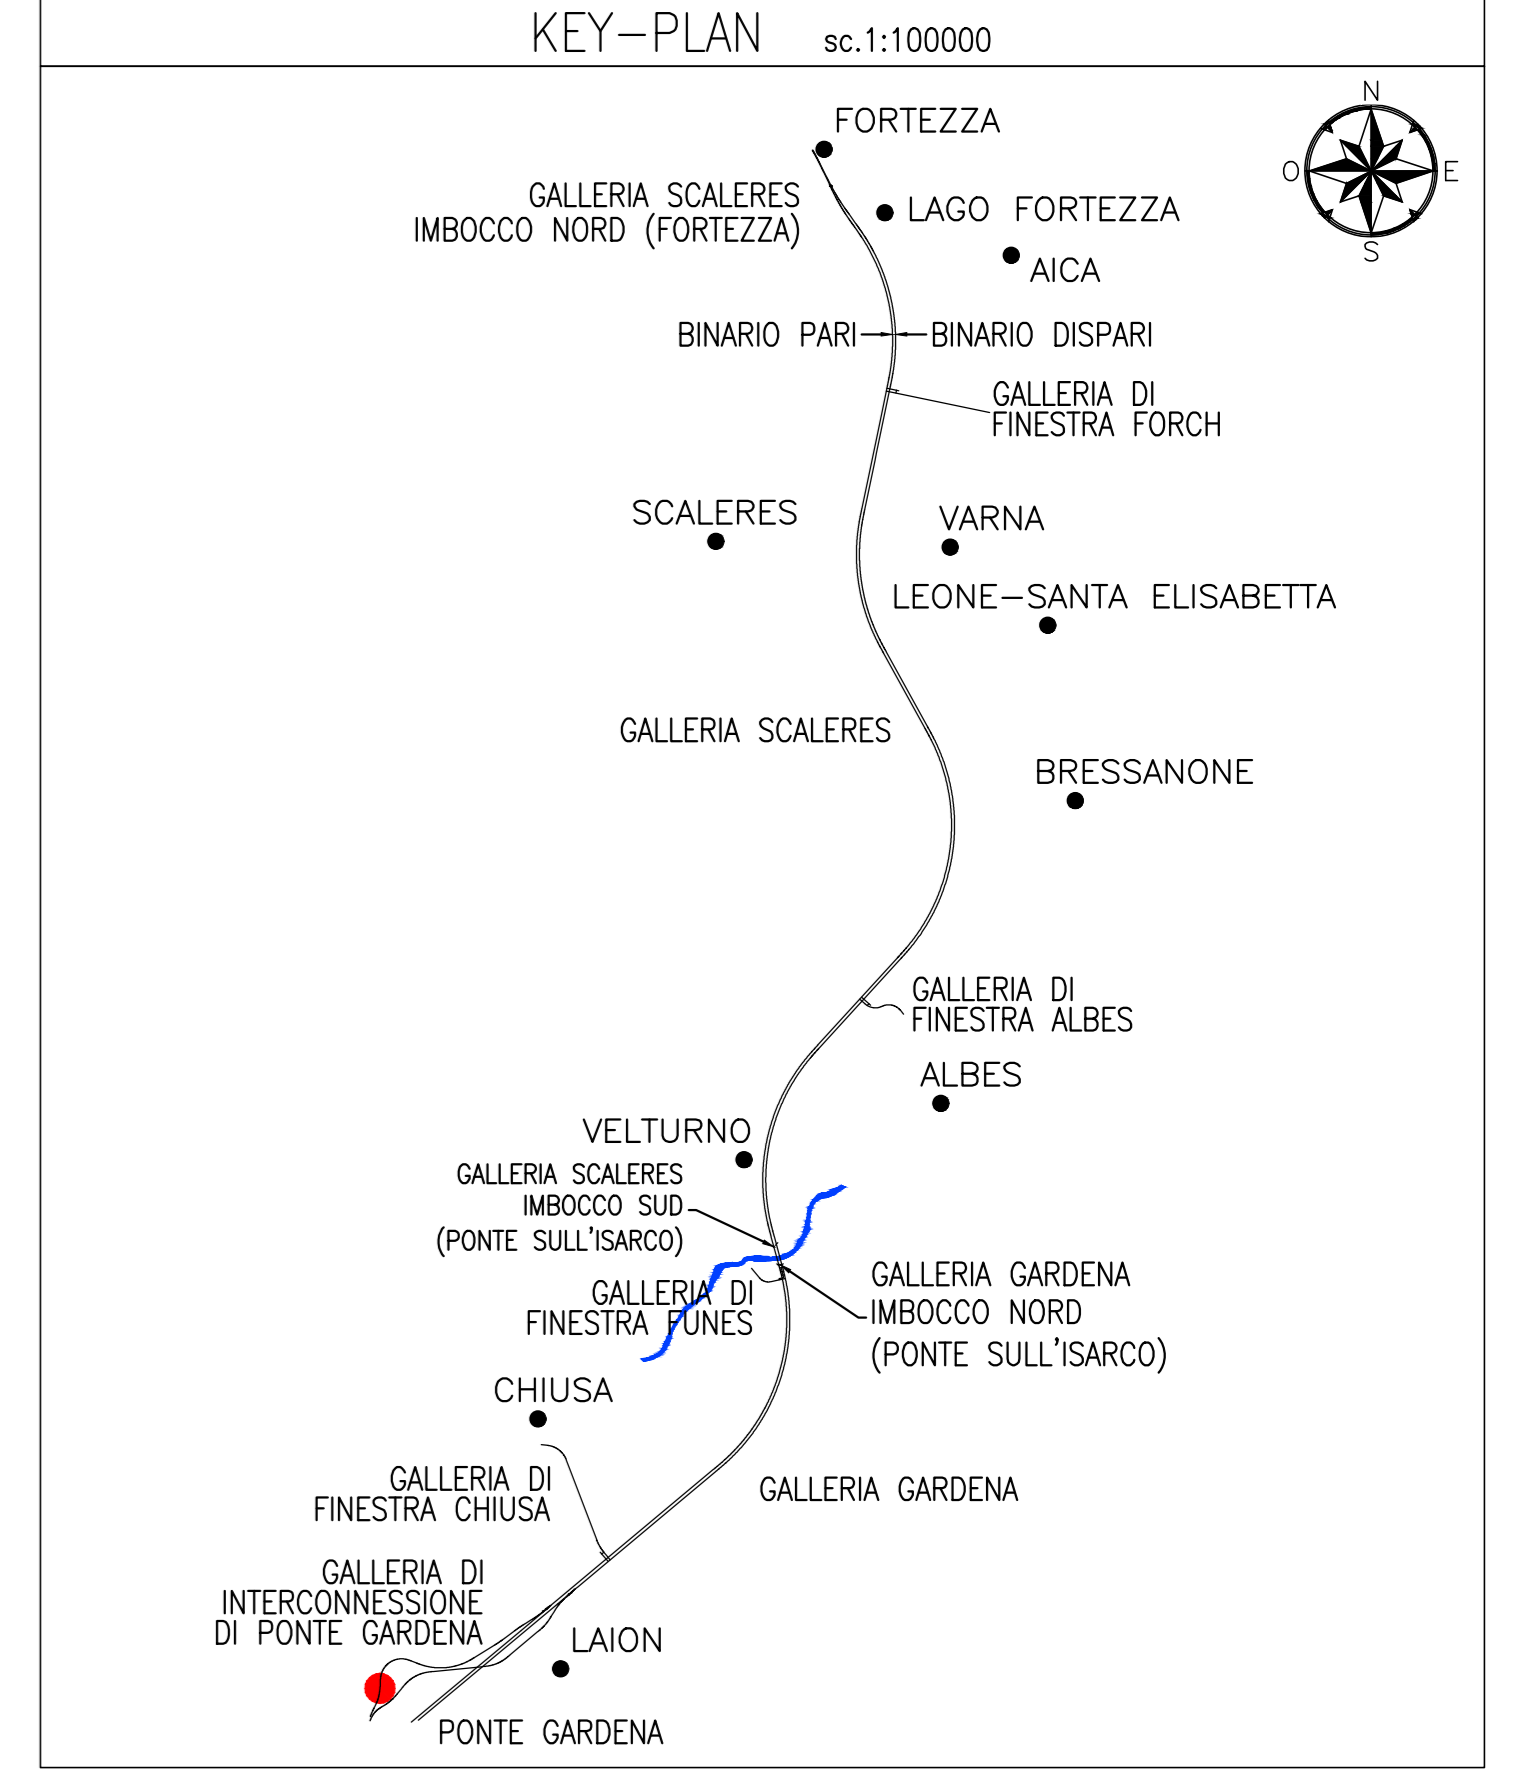 KEY-PLAN sc.1:100000
N
O
E
S
FORTEZZA
GALLERIA SCALERES
IMBOCCO NORD (FORTEZZA)
LAGO FORTEZZA
AICA
BINARIO PARI
BINARIO DISPARI
GALLERIA DI
FINESTRA FORCH
SCALERES
VARNA
LEONE-SANTA ELISABETTA
GALLERIA SCALERES
BRESSANONE
GALLERIA DI
FINESTRA ALBES
ALBES
VELTURNO
GALLERIA SCALERES
IMBOCCO SUD
(PONTE SULL'ISARCO)
GALLERIA DI
FINESTRA FUNES
GALLERIA GARDENA
IMBOCCO NORD
(PONTE SULL'ISARCO)
CHIUSA
GALLERIA DI
FINESTRA CHIUSA
GALLERIA GARDENA
GALLERIA DI
INTERCONNESSIONE
DI PONTE GARDENA
LAION
PONTE GARDENA